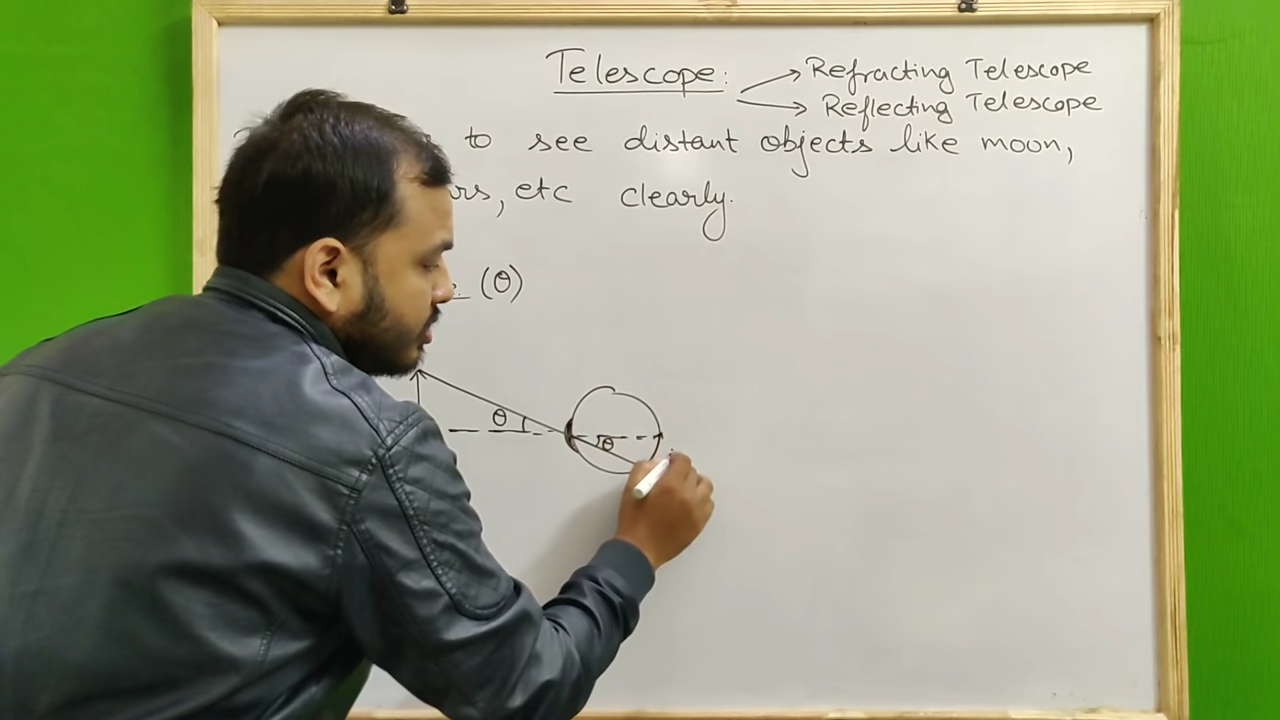 Telescope:
Refracting Telescope
Reflecting Telescope
to see distant objects like moon,
etc clearly.
(θ)
θ
θ